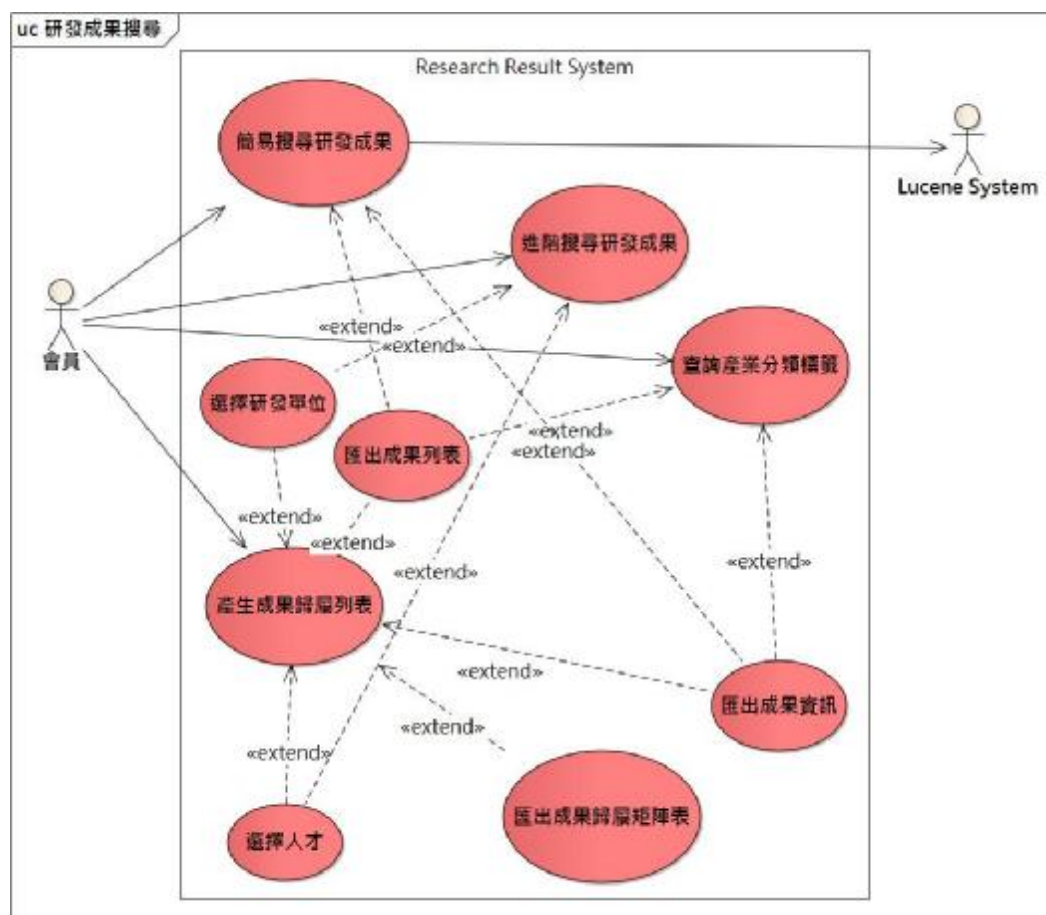 uc 研發成果搜尋
Research Result System
簡易搜尋研發成果
Lucene System
進階搜尋研發成果
«extend»
«extend»
會員
查詢產業分類標籤
選擇研發單位
匯出成果列表
«extend»
«extend»
«extend»
«extend»
«extend»
«extend»
產生成果歸屬列表
«extend»
匯出成果資訊
«extend»
«extend»
匯出成果歸屬矩陣表
選擇人才